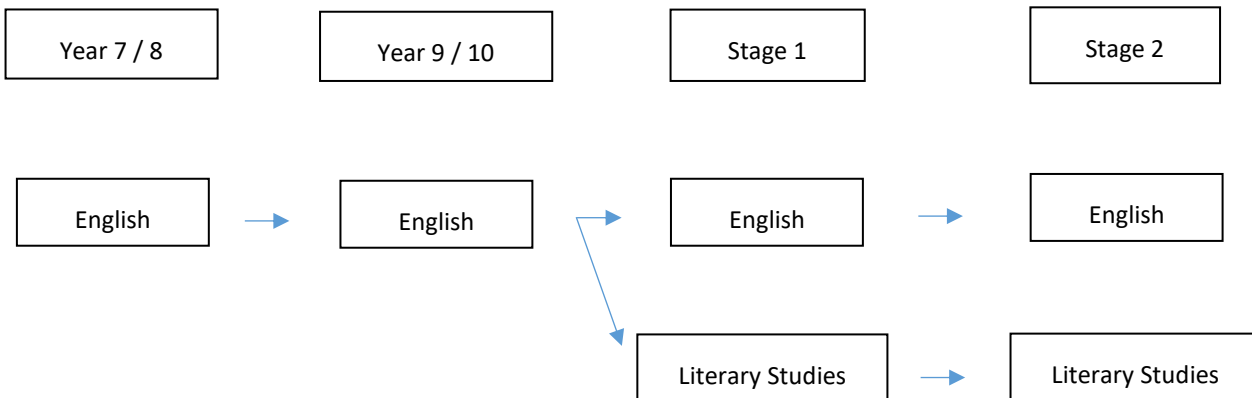 Year 7 / 8
Year 9 / 10
Stage 1
Stage 2
English
English
English
English
Literary Studies
Literary Studies